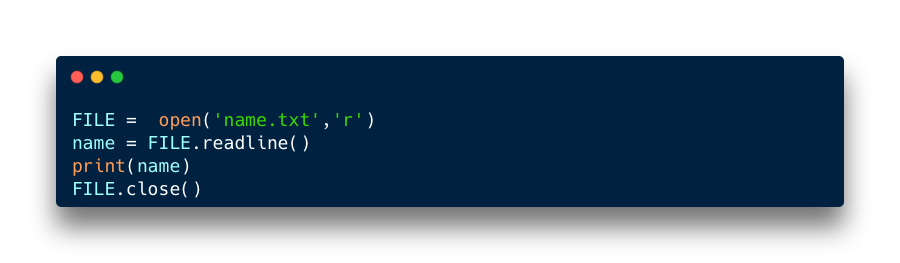 FILE =  open('name.txt','r')
name = FILE.readline()
print(name)
FILE.close()